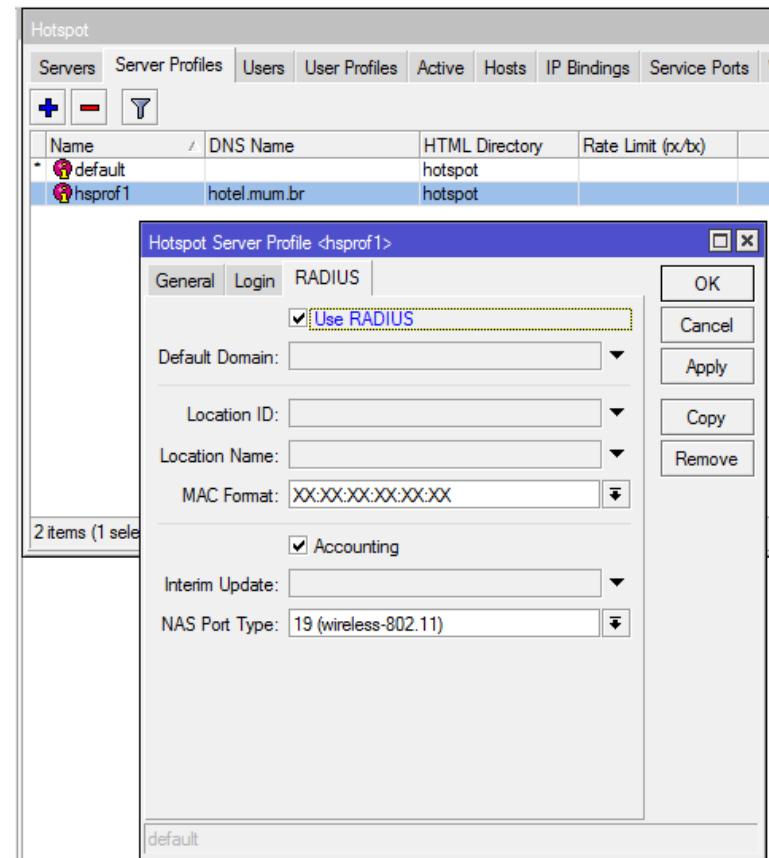 Hotspot
Servers Server Profiles Users User Profiles Active Hosts IP Bindings Service Ports
Name DNS Name HTML Directory Rate Limit (rx/tx)
* default hotspot
hsprof1 hotel.mum.br hotspot
2 items (1 sele
Hotspot Server Profile <hsprof1>
General Login RADIUS
Use RADIUS
Default Domain:
Location ID:
Location Name:
MAC Format: XX:XX:XX:XX:XX:XX
Accounting
Interim Update:
NAS Port Type: 19 (wireless-802.11)
default
OK
Cancel
Apply
Copy
Remove